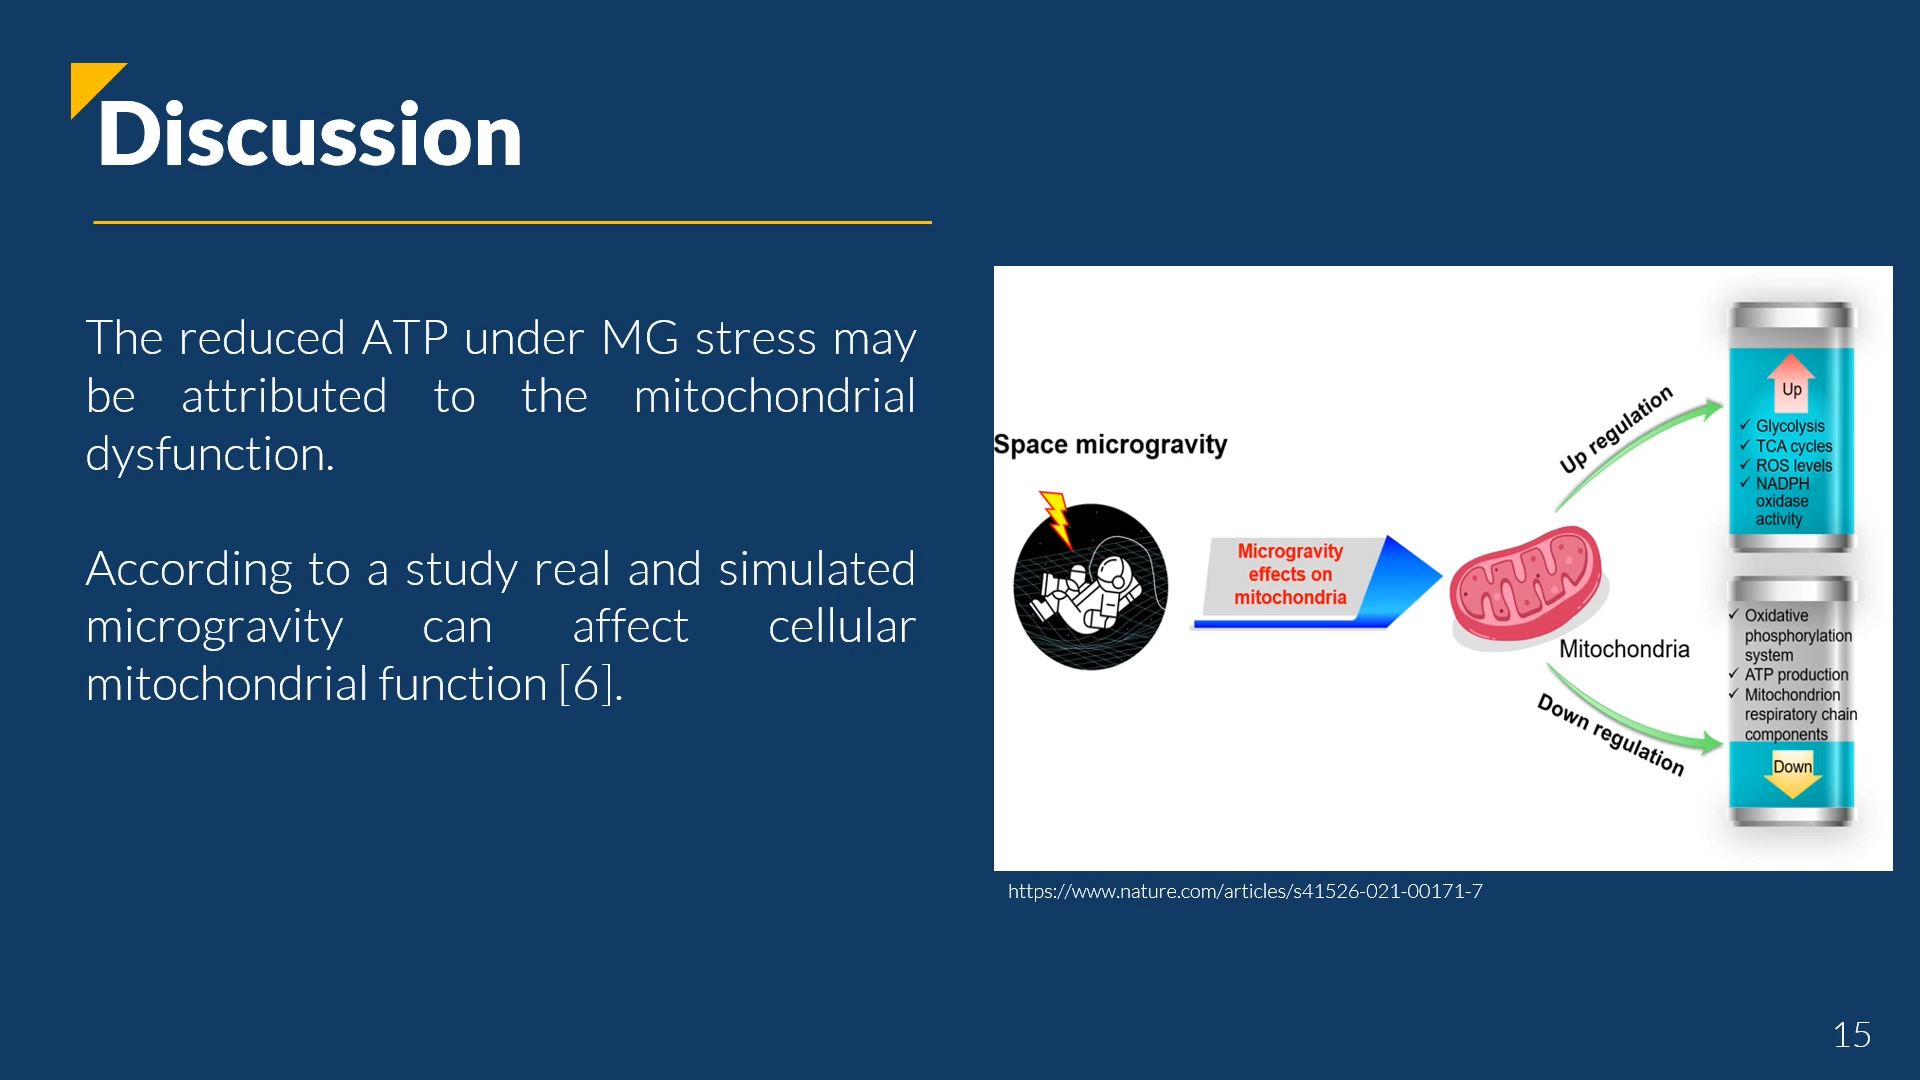 Discussion
The reduced ATP under MG stress may
be attributed to the mitochondrial
dysfunction.
According to a study real and simulated
microgravity can affect cellular
mitochondrial function [6].
Space microgravity
Microgravity
effects on
mitochondria
Mitochondria
Up regulation
Up
✓ Glycolysis
✓ TCA cycles
✓ ROS levels
✓ NADPH
oxidase
activity
Down regulation
✓ Oxidative
phosphorylation
system
✓ ATP production
✓ Mitochondrion
respiratory chain
components
Down
https://www.nature.com/articles/s41526-021-00171-7
15